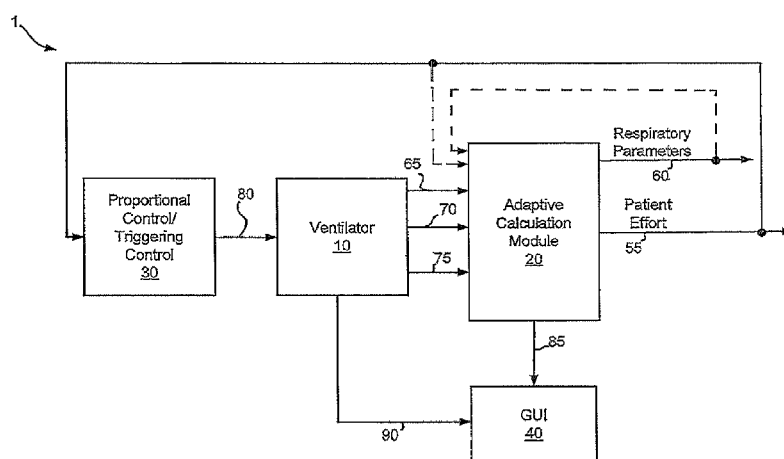 1
Respiratory
Parameters
60
65
Proportional
Control/
Triggering
Control
30
80
Ventilator
10
70
75
Adaptive
Calculation
Module
20
Patient
Effort
55
85
GUI
40
90